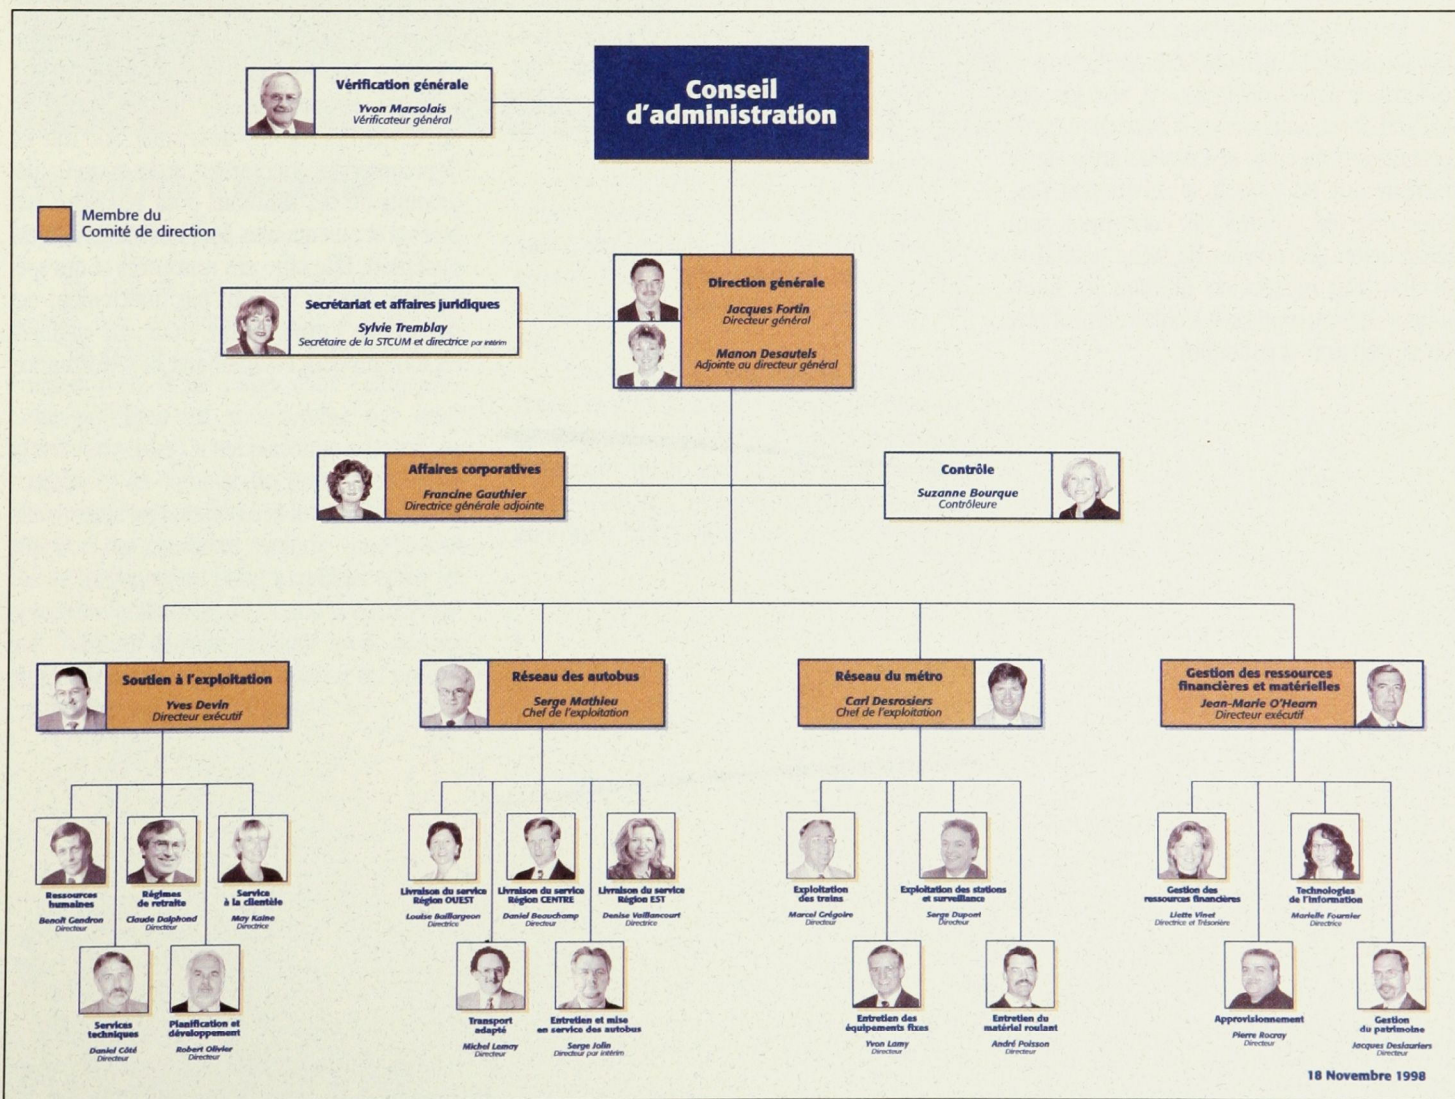 Conseil
d'administration
Vérification générale
Yvon Marsolais
Vérificateur général
Membre du
Comité de direction
Direction générale
Jacques Fortin
Directeur général
Manon Desautels
Adjointe au directeur général
Secrétariat et affaires juridiques
Sylvie Tremblay
Secrétaire de la STCUM et directrice par intérim
Affaires corporatives
Francine Gauthier
Directrice générale adjointe
Contrôle
Suzanne Bourque
Contrôleure
Soutien à l'exploitation
Yves Devin
Directeur exécutif
Réseau des autobus
Serge Mathieu
Chef de l'exploitation
Réseau du métro
Carl Desrosiers
Chef de l'exploitation
Gestion des ressources
financières et matérielles
Jean-Marie O'Hearn
Directeur exécutif
Ressources
humaines
Benoît Gendron
Directeur
Régimes
de retraite
Claude Dalphond
Directeur
Service
à la clientèle
May Kaine
Directrice
Services
techniques
Daniel Côté
Directeur
Planification et
développement
Robert Olivier
Directeur
Livraison du service
Région OUEST
Louise Baillargeon
Directrice
Livraison du service
Région CENTRE
Daniel Beauchamp
Directeur
Livraison du service
Région EST
Denise Vaillancourt
Directrice
Transport
adapté
Michel Lemay
Directeur
Entretien et mise
en service des autobus
Serge Jolin
Directeur par intérim
Exploitation
des trains
Marcel Grégoire
Directeur
Exploitation des stations
et surveillance
Serge Dupont
Directeur
Entretien des
équipements fixes
Yvon Lamy
Directeur
Entretien du
matériel roulant
André Poisson
Directeur
Gestion des
ressources financières
Liette Vinet
Directrice et Trésorière
Technologies
de l'information
Marielle Fournier
Directrice
Approvisionnement
Pierre Rocray
Directeur
Gestion
du patrimoine
Jacques Deslauriers
Directeur
18 Novembre 1998